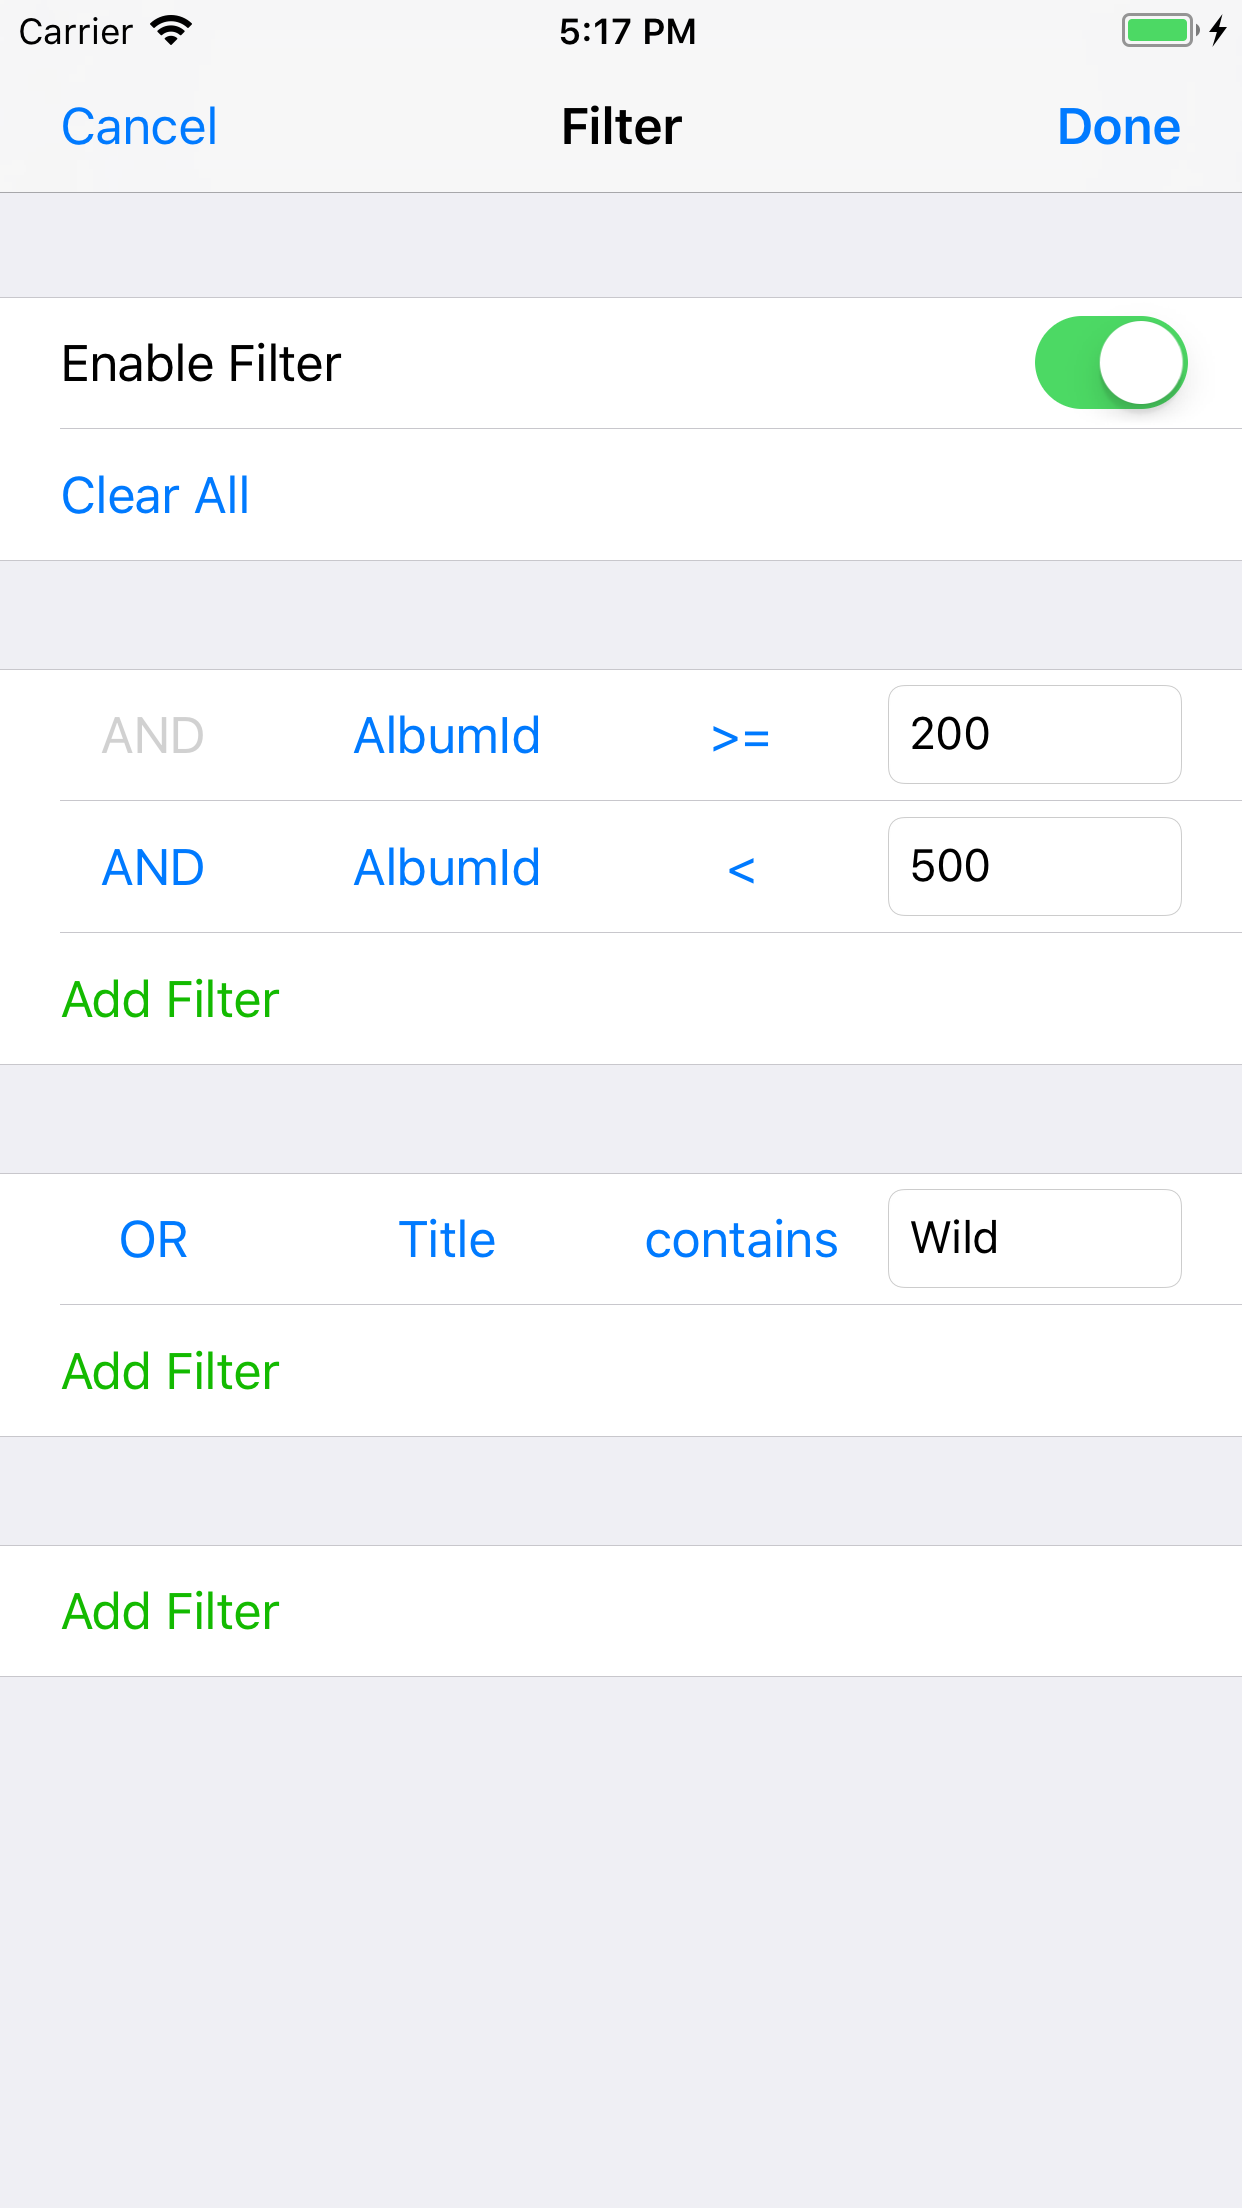 Carrier 5:17 PM
Cancel Filter Done
Enable Filter
Clear All
AND AlbumId >= 200
AND AlbumId < 500
Add Filter
OR Title contains Wild
Add Filter
Add Filter